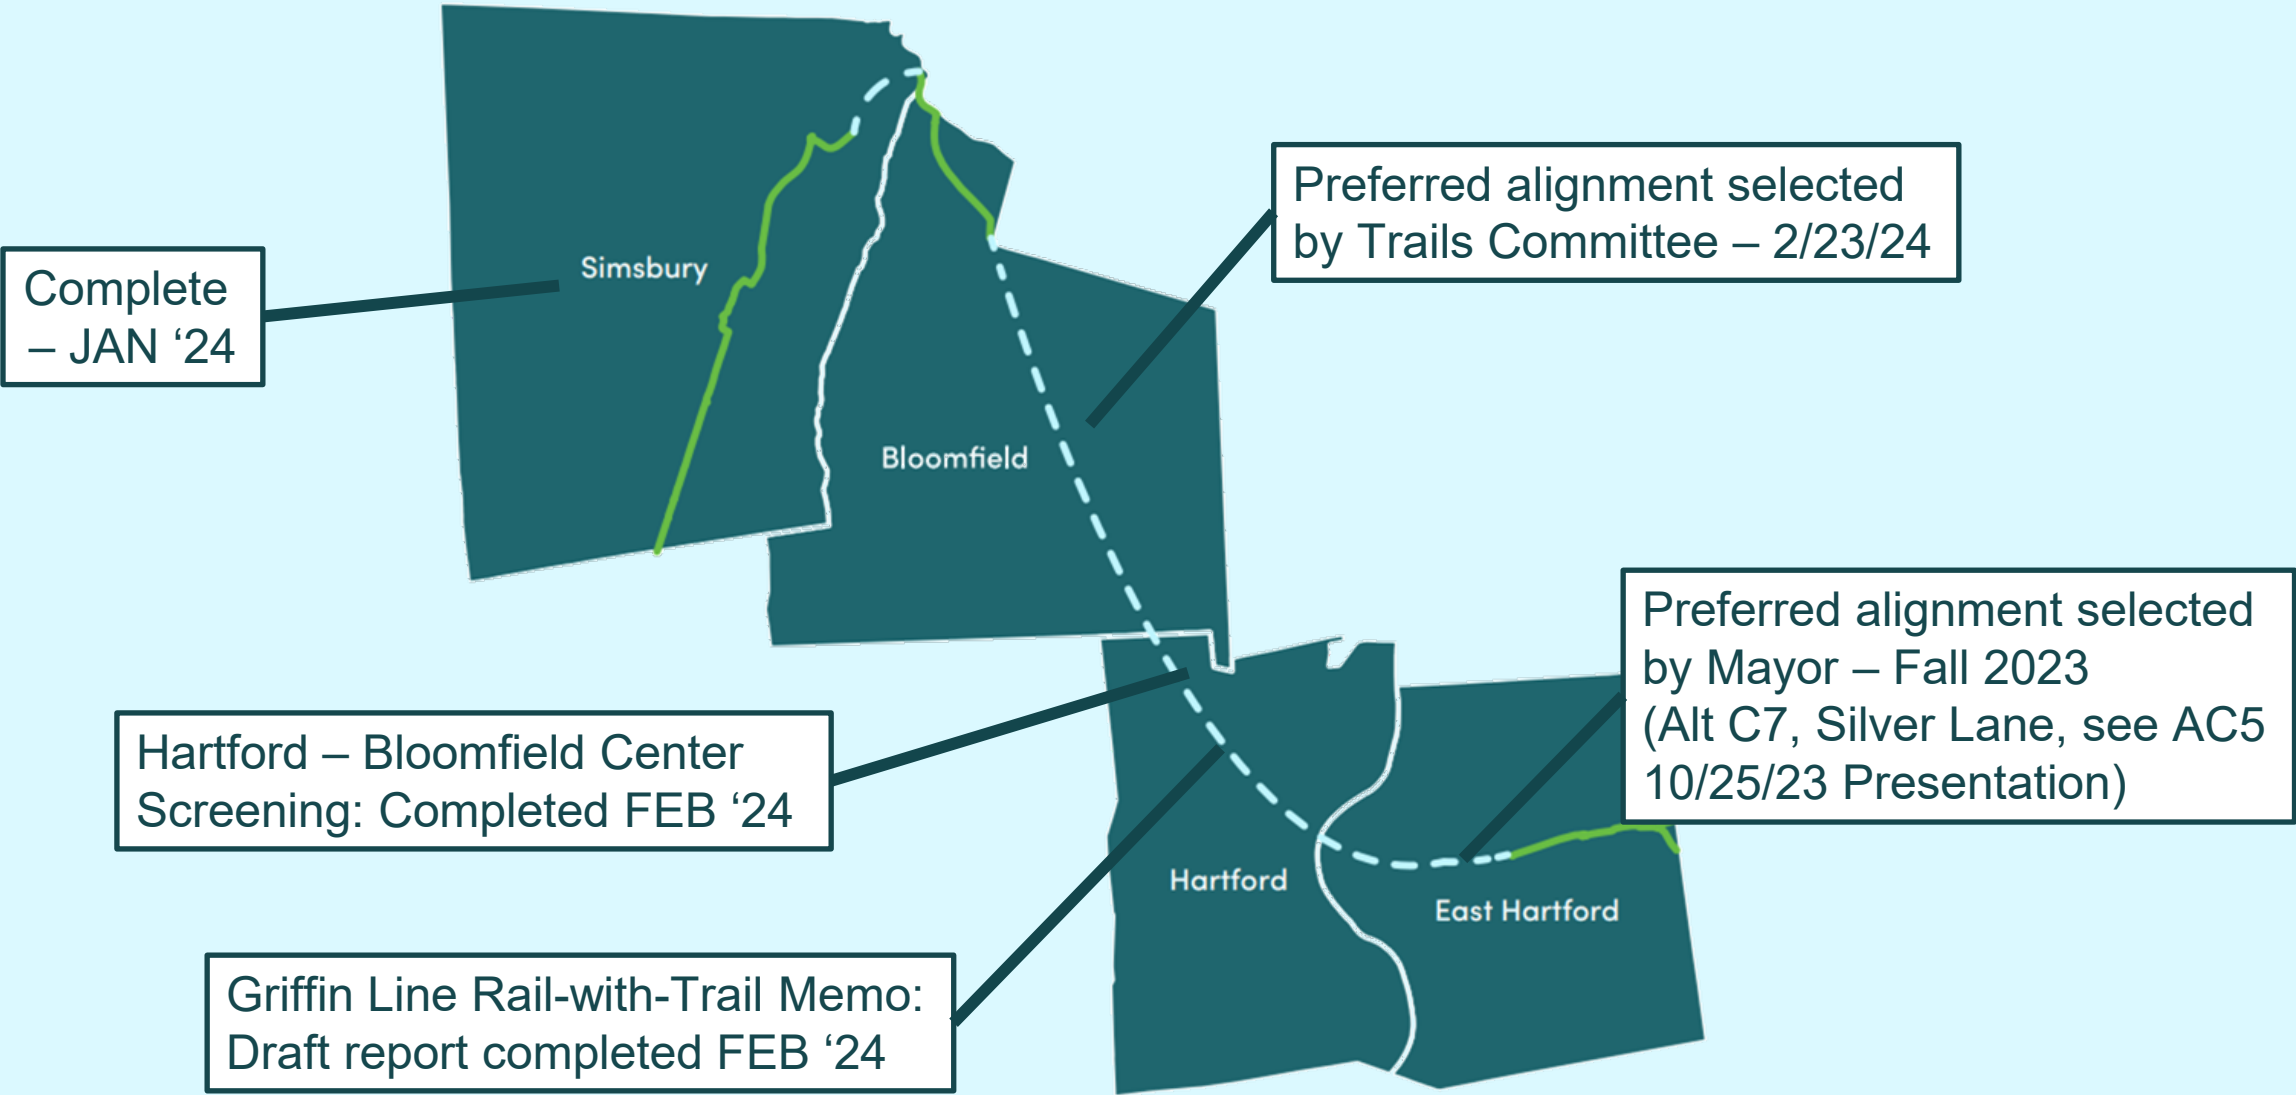 Preferred alignment selected
by Trails Committee – 2/23/24
Simsbury
Complete
– JAN ‘24
Bloomfield
Preferred alignment selected
by Mayor – Fall 2023
(Alt C7, Silver Lane, see AC5
10/25/23 Presentation)
Hartford – Bloomfield Center
Screening: Completed FEB ‘24
Hartford
East Hartford
Griffin Line Rail-with-Trail Memo:
Draft report completed FEB ‘24